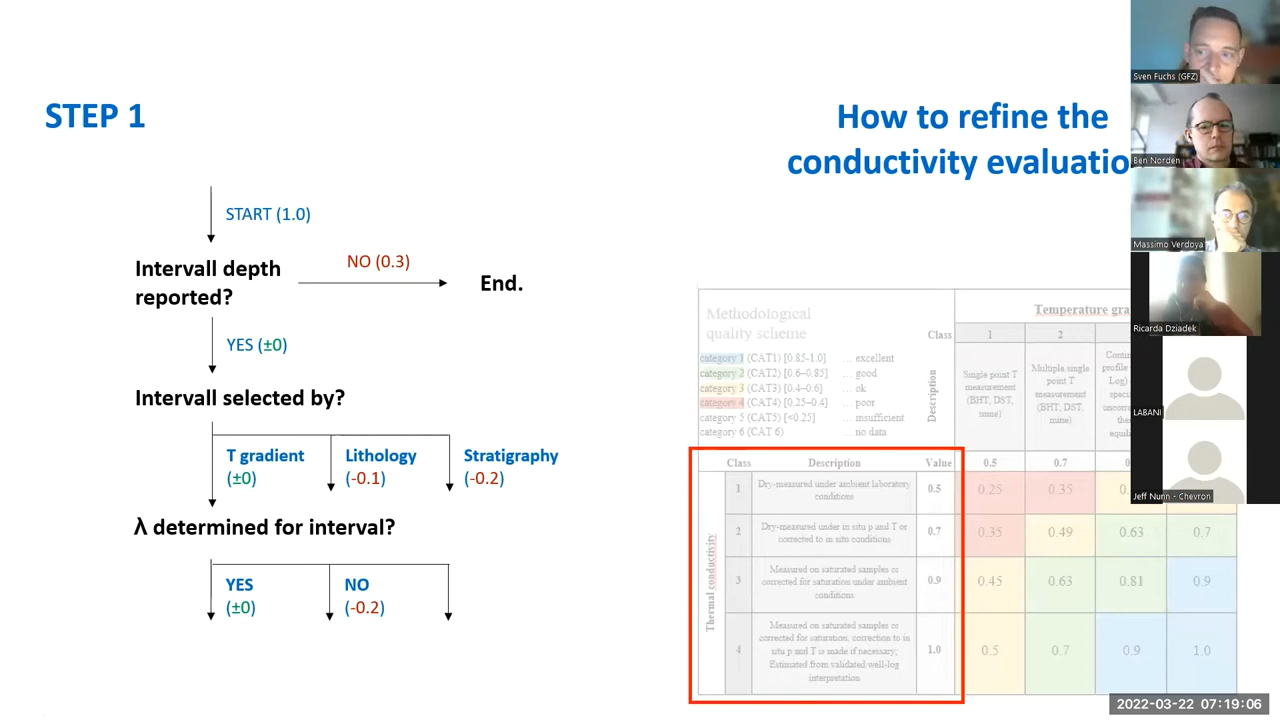 STEP 1
How to refine the
conductivity evaluatio
START (1.0)
Intervall depth
reported?
NO (0.3)
End.
YES (±0)
Intervall selected by?
T gradient
(±0)
Lithology
(-0.1)
Stratigraphy
(-0.2)
λ determined for interval?
YES
(±0)
NO
(-0.2)
Methodological
quality scheme
category 1 (CAT1) [0.85-1.0] ... excellent
category 2 (CAT2) [0.6–0.85] ... good
category 3 (CAT3) [0.4–0.6] ... ok
category 4 (CAT4) [0.25–0.4] ... poor
category 5 (CAT5) [<0.25] ... insufficient
category 6 (CAT 6) ... no data
Class
Description
Temperature gra
1 2
Single point T
measurement
(BHT, DST,
mine)
Multiple single
point T
measurement
(BHT, DST,
mine)
Contin
profile
Log)
speci
uncorre
ther
equili
Class Description Value 0.5 0.7 0
Thermal conductivity
1 Dry-measured under ambient laboratory
conditions
0.5 0.25 0.35 0.
2 Dry-measured under in situ p and T or
corrected to in situ conditions
0.7 0.35 0.49 0.63 0.7
3 Measured on saturated samples or
corrected for saturation under ambient
conditions
0.9 0.45 0.63 0.81 0.9
4 Measured on saturated samples or
corrected for saturation, correction to in
situ p and T is made if necessary;
Estimated from validated well-log
interpretation
1.0 0.5 0.7 0.9 1.0
Sven Fuchs (GFZ)
Ben Norden
Massimo Verdoya
Ricarda Dziadek
LABANI
Jeff Nunn - Chevron
2022-03-22 07:19:06